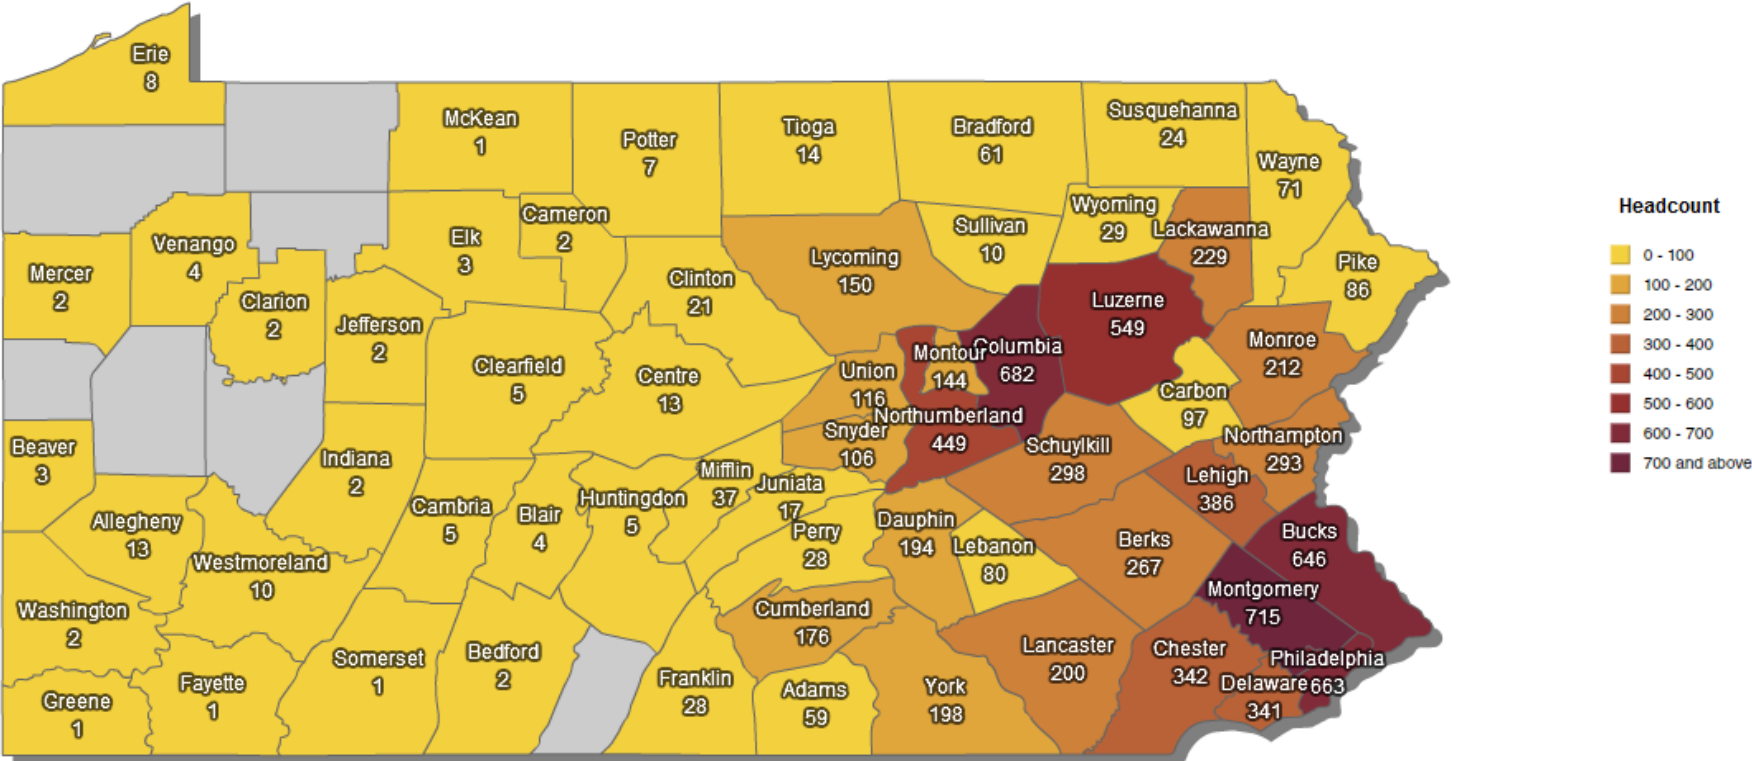 Erie
8
McKean
1
Potter
7
Tioga
14
Bradford
61
Susquehanna
24
Wayne
71
Venango
4
Elk
3
Cameron
2
Sullivan
10
Wyoming
29
Lackawanna
229
Mercer
2
Clarion
2
Jefferson
2
Clinton
21
Lycoming
150
Luzerne
549
Pike
86
Clearfield
5
Centre
13
Union
116
Montour
144
Columbia
682
Monroe
212
Carbon
97
Beaver
3
Indiana
2
Snyder
106
Northumberland
449
Schuylkill
298
Northampton
293
Lehigh
386
Allegheny
13
Westmoreland
10
Cambria
5
Blair
4
Huntingdon
5
Mifflin
37
Juniata
17
Perry
28
Dauphin
194
Lebanon
80
Berks
267
Bucks
646
Montgomery
715
Washington
2
Greene
1
Fayette
1
Somerset
1
Bedford
2
Franklin
28
Cumberland
176
Adams
59
York
198
Lancaster
200
Chester
342
Philadelphia
663
Delaware
341
Headcount
0 - 100
100 - 200
200 - 300
300 - 400
400 - 500
500 - 600
600 - 700
700 and above